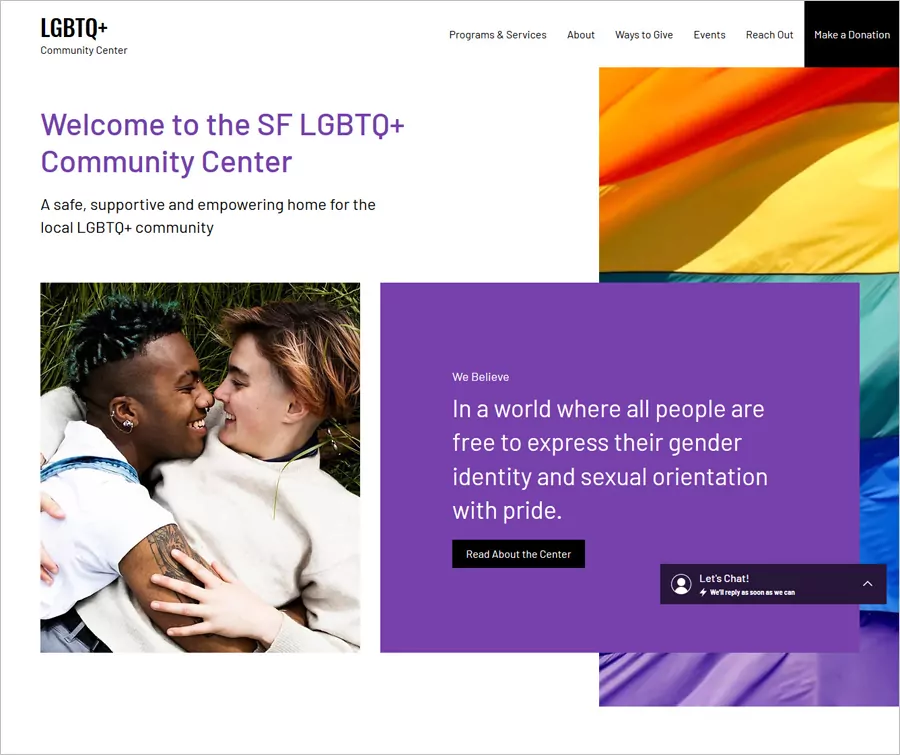 LGBTQ+
Community Center
Programs & Services
About
Ways to Give
Events
Reach Out
Make a Donation
Welcome to the SF LGBTQ+
Community Center
A safe, supportive and empowering home for the
local LGBTQ+ community
We Believe
In a world where all people are
free to express their gender
identity and sexual orientation
with pride.
Read About the Center
Let's Chat!
We'll reply as soon as we can